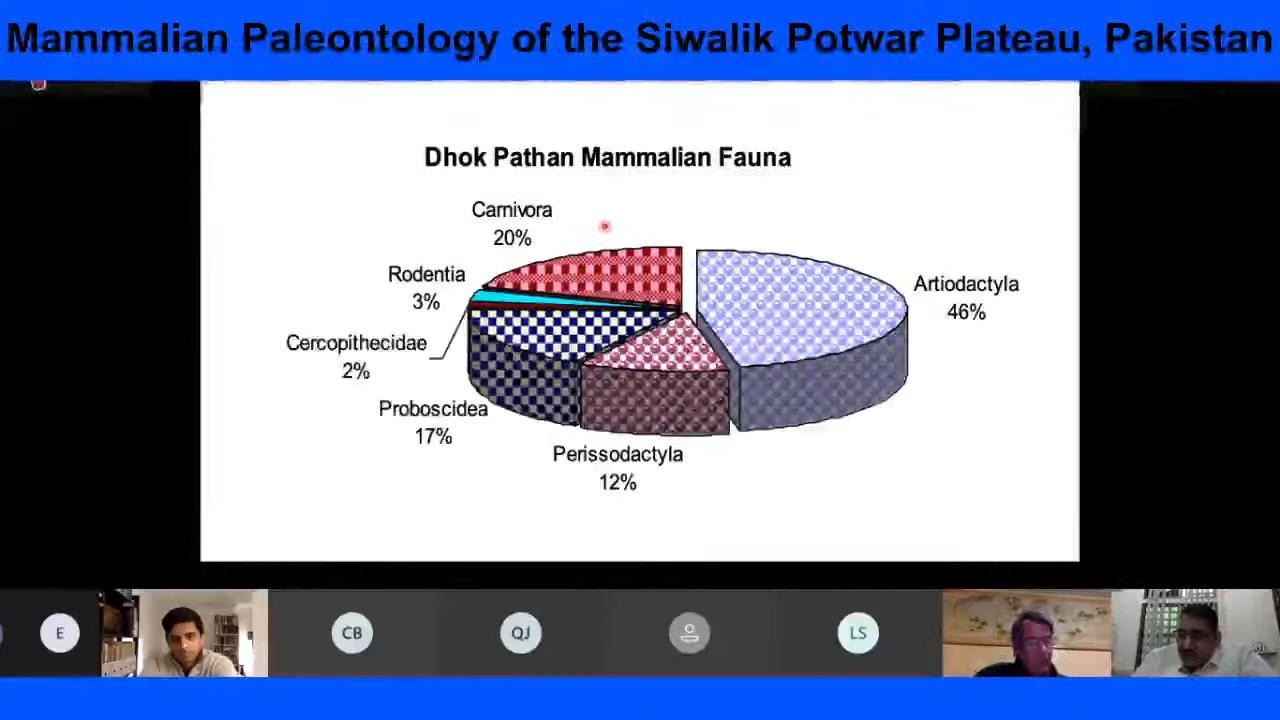 Mammalian Paleontology of the Siwalik Potwar Plateau, Pakistan
Dhok Pathan Mammalian Fauna
Carnivora
20%
Rodentia
3%
Cercopithecidae
2%
Proboscidea
17%
Perissodactyla
12%
Artiodactyla
46%
E
CB
QJ
LS